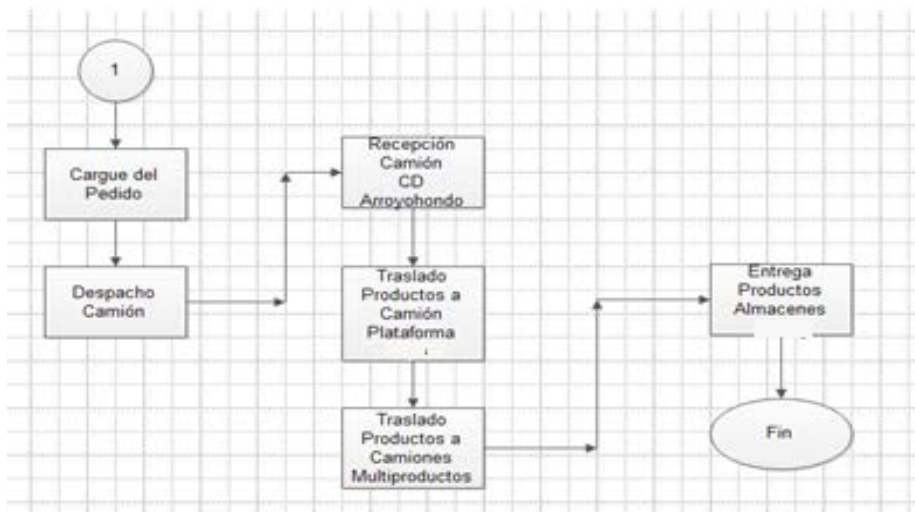 1
Cargue del
Pedido
Despacho
Camión
Recepción
Camión
CD
Arroyohondo
Traslado
Productos a
Camión
Plataforma
Traslado
Productos a
Camiones
Multiproductos
Entrega
Productos
Almacenes
Fin